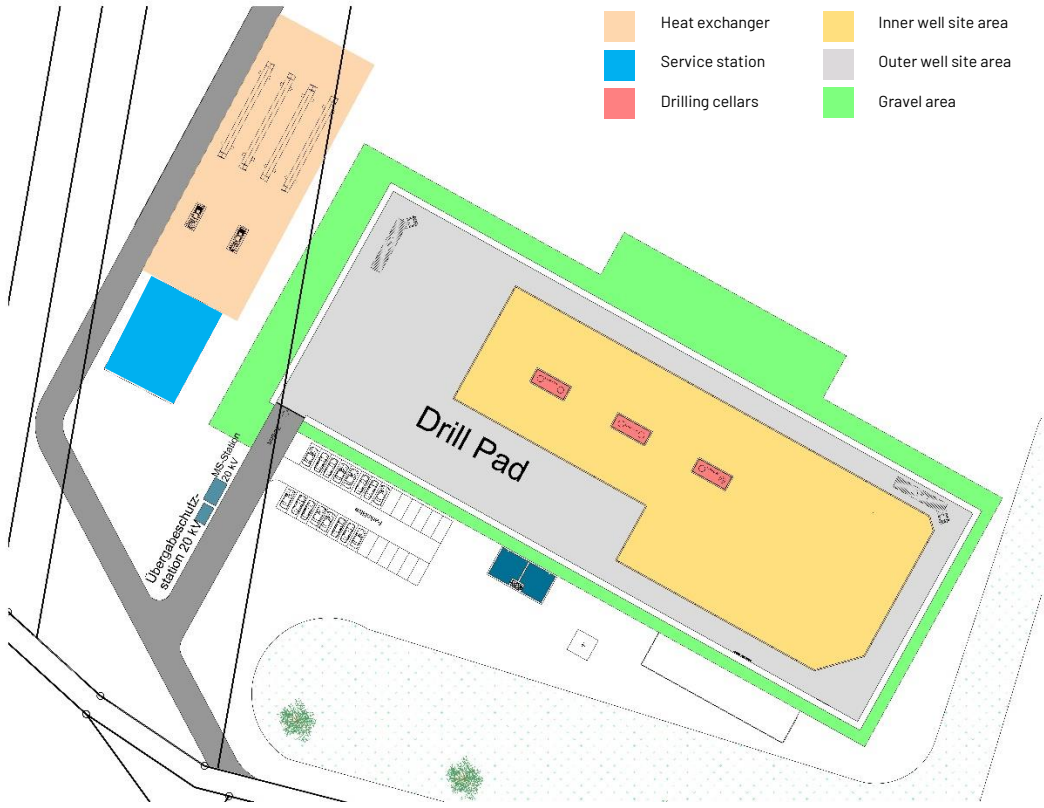 Heat exchanger
Inner well site area
Service station
Outer well site area
Drilling cellars
Gravel area
Drill Pad
MS-Station
20 kV
Übergabeschutz-
station 20 kV